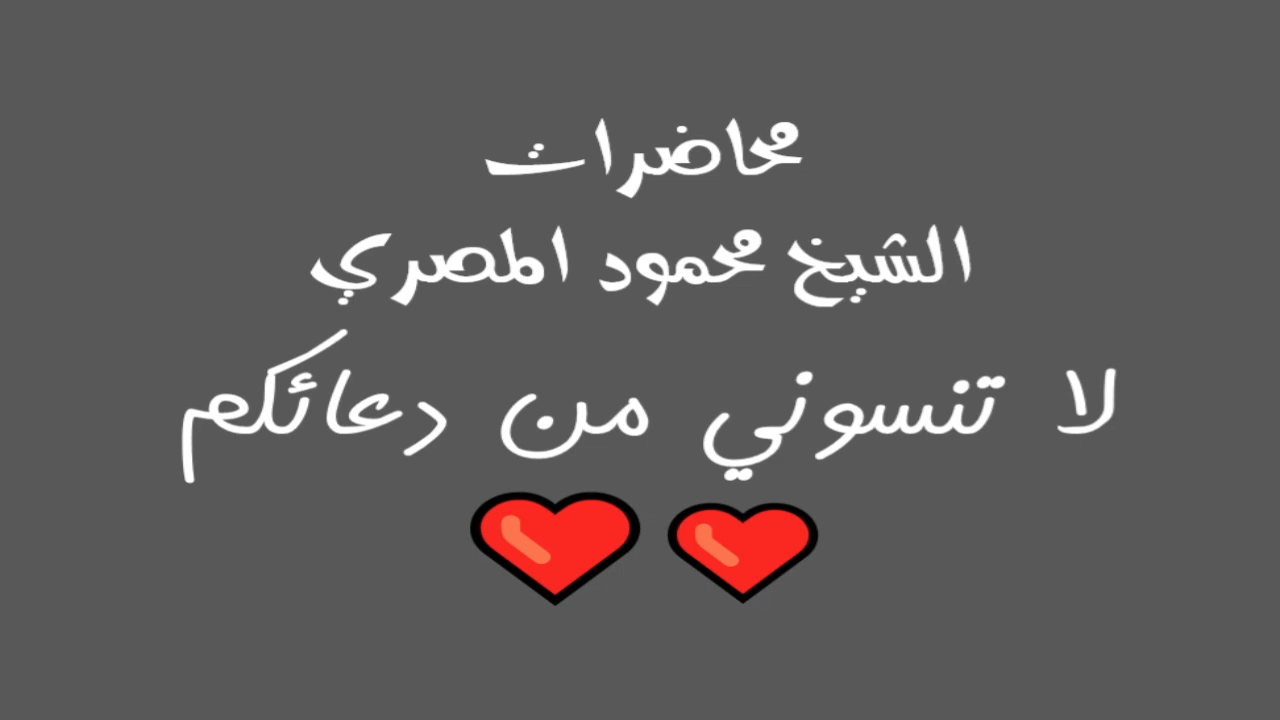 محاضرات
الشيخ محمود المصري
لا تنسوني من دعائكم